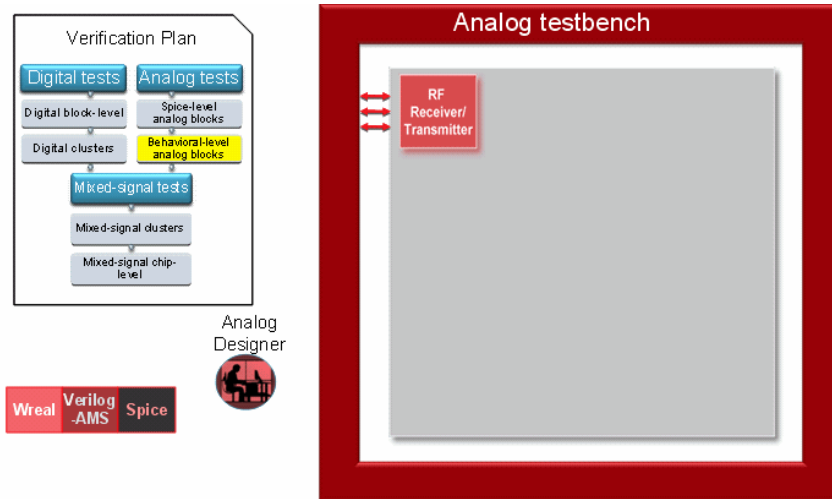 Verification Plan
Digital tests
Analog tests
Digital block-level
Spice-level
analog blocks
Digital clusters
Behavioral-level
analog blocks
Mixed-signal tests
Mixed-signal clusters
Mixed-signal chip-
level
Analog
Designer
Wreal
Verilog
-AMS
Spice
Analog testbench
RF
Receiver/
Transmitter